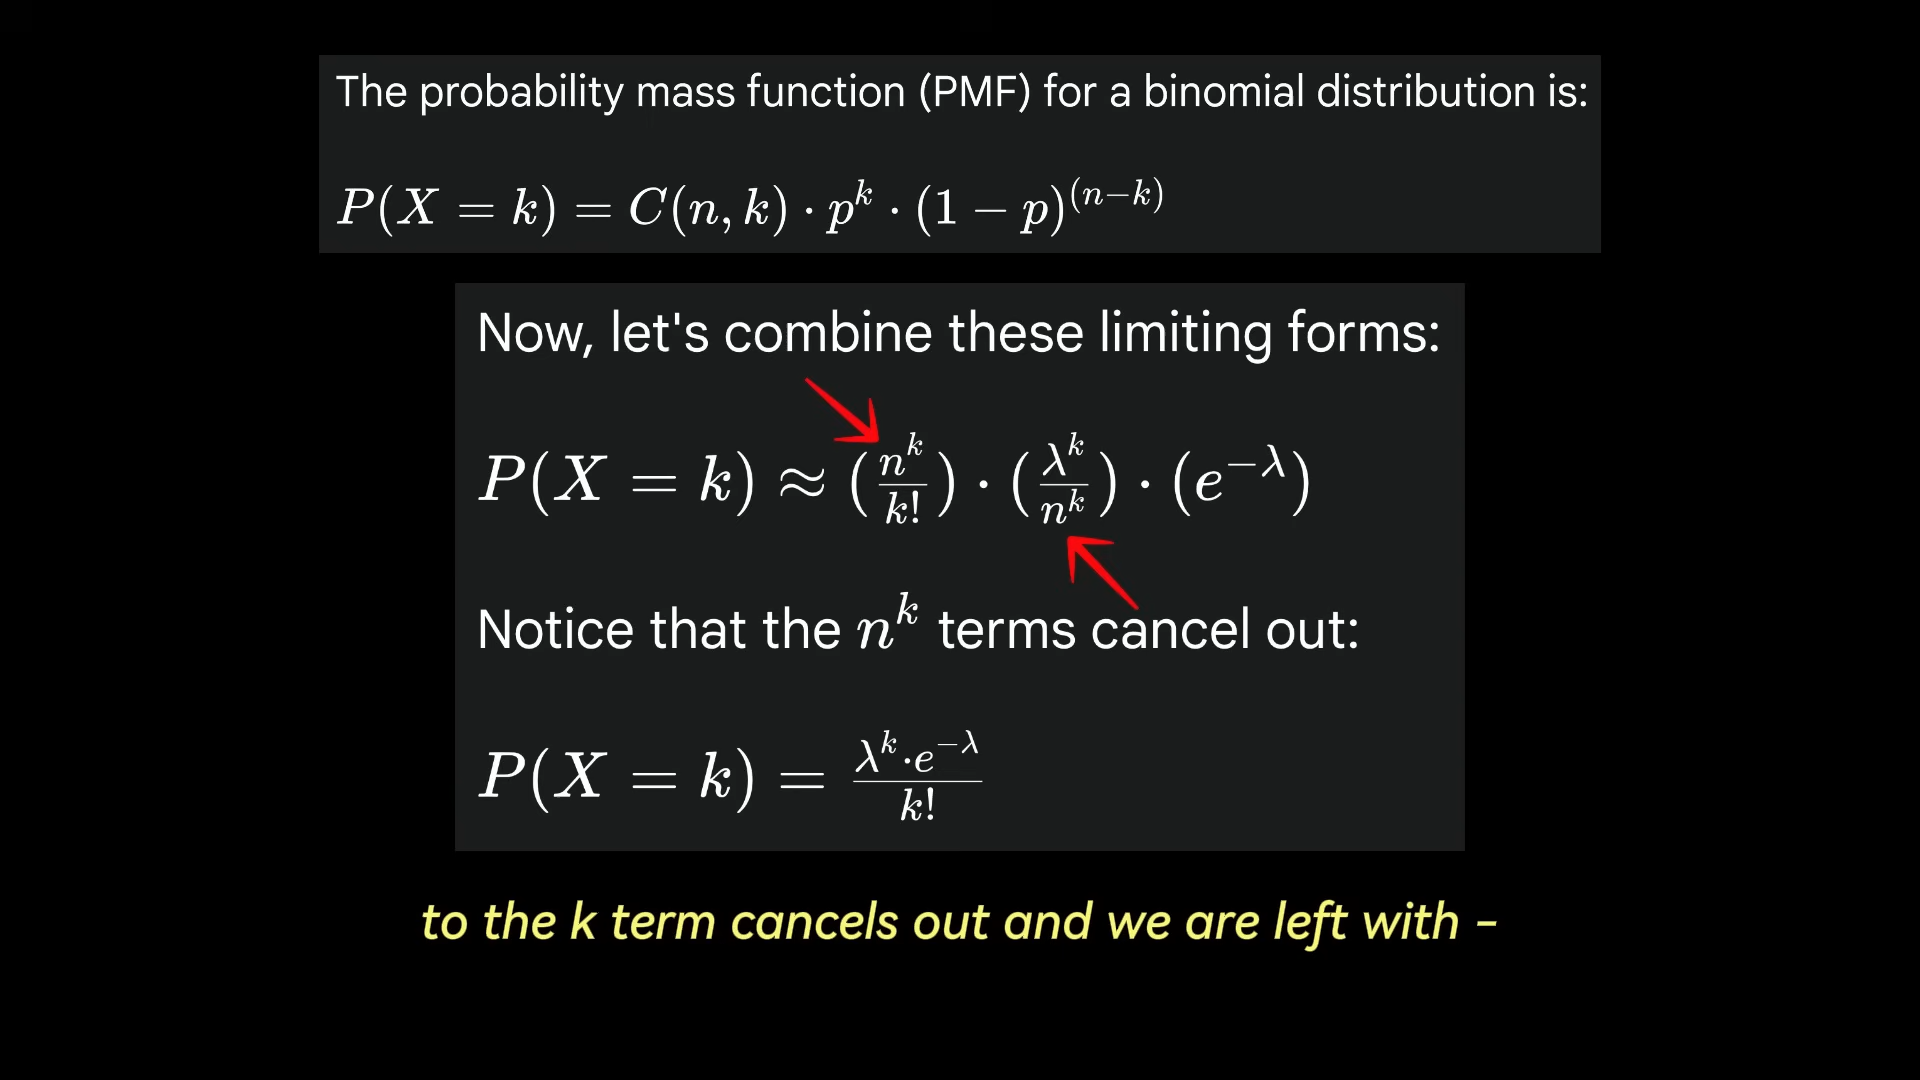 The probability mass function (PMF) for a binomial distribution is:
P(X = k) = C(n, k) · p^k · (1 − p)^(n−k)
Now, let's combine these limiting forms:
P(X = k) ≈ (n^k/k!) · (λ^k/n^k) · (e^−λ)
Notice that the n^k terms cancel out:
P(X = k) = λ^k·e^−λ/k!
to the k term cancels out and we are left with -